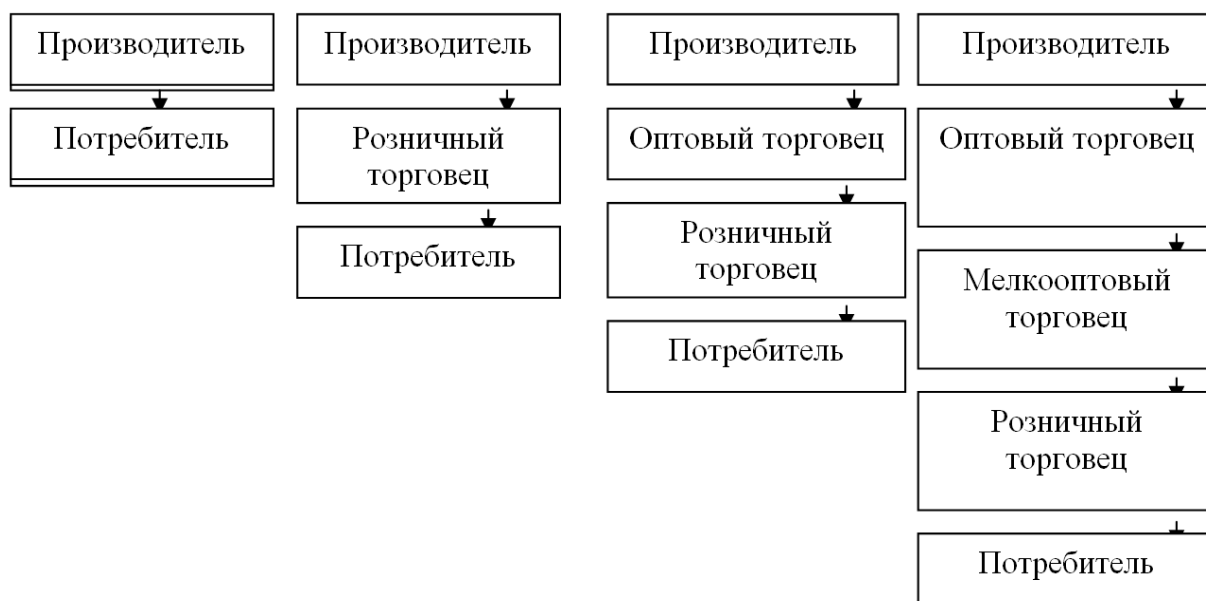 Производитель
Потребитель
Производитель
Розничный
торговец
Потребитель
Производитель
Оптовый торговец
Розничный
торговец
Потребитель
Производитель
Оптовый торговец
Мелкооптовый
торговец
Розничный
торговец
Потребитель